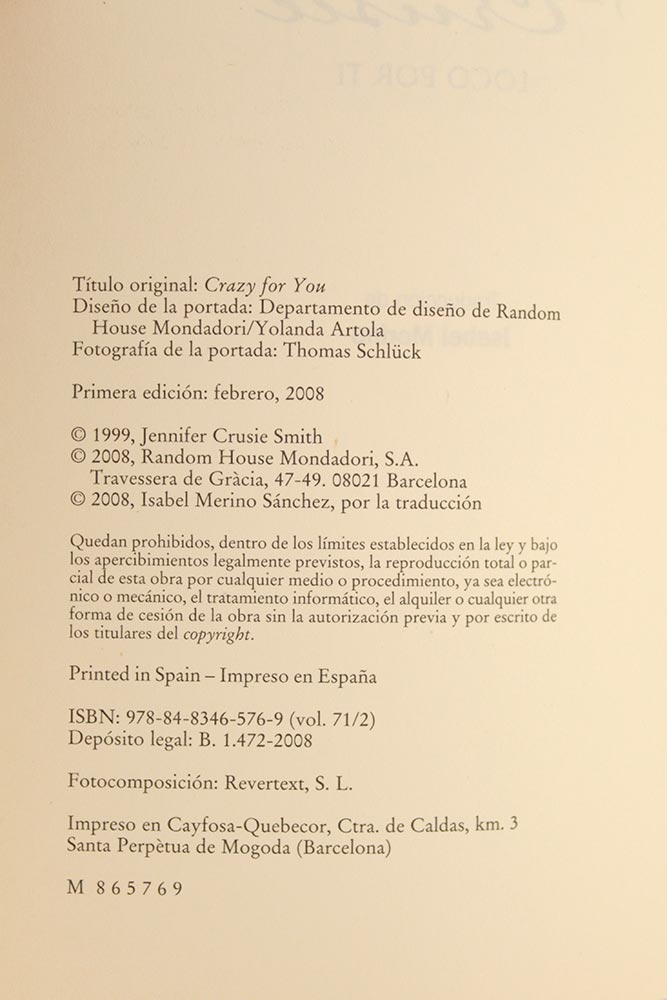 Título original: Crazy for You
Diseño de la portada: Departamento de diseño de Random
House Mondadori/Yolanda Artola
Fotografía de la portada: Thomas Schlück
Primera edición: febrero, 2008
© 1999, Jennifer Crusie Smith
© 2008, Random House Mondadori, S.A.
Travessera de Gràcia, 47-49. 08021 Barcelona
© 2008, Isabel Merino Sánchez, por la traducción
Quedan prohibidos, dentro de los límites establecidos en la ley y bajo
los apercibimientos legalmente previstos, la reproducción total o par-
cial de esta obra por cualquier medio o procedimiento, ya sea electró-
nico o mecánico, el tratamiento informático, el alquiler o cualquier otra
forma de cesión de la obra sin la autorización previa y por escrito de
los titulares del copyright.
Printed in Spain – Impreso en España
ISBN: 978-84-8346-576-9 (vol. 71/2)
Depósito legal: B. 1.472-2008
Fotocomposición: Revertext, S. L.
Impreso en Cayfosa-Quebecor, Ctra. de Caldas, km. 3
Santa Perpètua de Mogoda (Barcelona)
M 865769